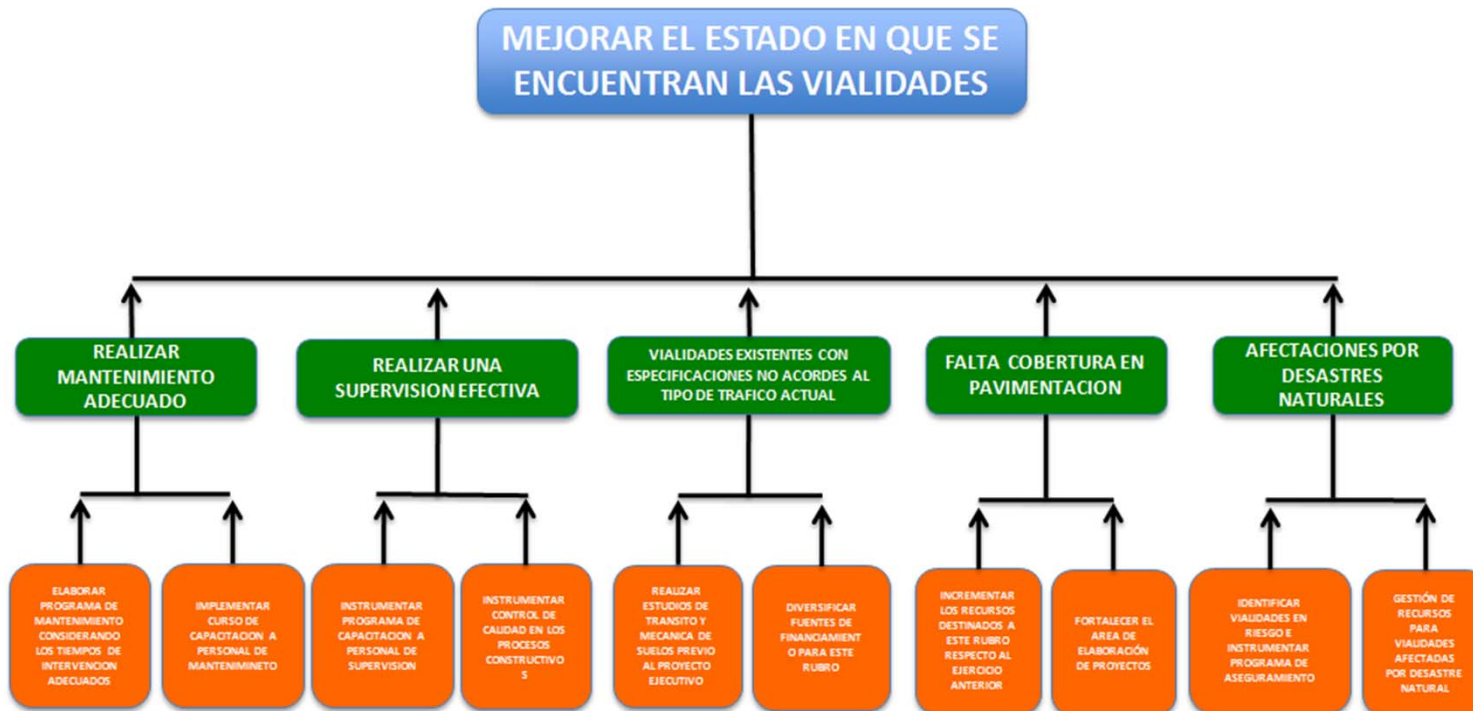 MEJORAR EL ESTADO EN QUE SE
ENCUENTRAN LAS VIALIDADES
REALIZAR
MANTENIMIENTO
ADECUADO
REALIZAR UNA
SUPERVISION EFECTIVA
VIALIDADES EXISTENTES CON
ESPECIFICACIONES NO ACORDES AL
TIPO DE TRAFICO ACTUAL
FALTA COBERTURA EN
PAVIMENTACION
AFECTACIONES POR
DESASTRES
NATURALES
ELABORAR
PROGRAMA DE
MANTENIMIENTO
CONSIDERANDO
LOS TIEMPOS DE
INTERVENCION
ADECUADOS
IMPLEMENTAR
CURSO DE
CAPACITACION A
PERSONAL DE
MANTENIMINETO
INSTRUMENTAR
PROGRAMA DE
CAPACITACION A
PERSONAL DE
SUPERVISION
INSTRUMENTAR
CONTROL DE
CALIDAD EN LOS
PROCESOS
CONSTRUCTIVO
S
REALIZAR
ESTUDIOS DE
TRANSITO Y
MECANICA DE
SUELOS PREVIO
AL PROYECTO
EJECUTIVO
DIVERSIFICAR
FUENTES DE
FINANCIAMIENT
O PARA ESTE
RUBRO
INCREMENTAR
LOS RECURSOS
DESTINADOS A
ESTE RUBRO
RESPECTO AL
EJERCICIO
ANTERIOR
FORTALECER EL
AREA DE
ELABORACIÓN
DE PROYECTOS
IDENTIFICAR
VIALIDADES EN
RIESGO E
INSTRUMENTAR
PROGRAMA DE
ASEGURAMIENTO
GESTIÓN DE
RECURSOS
PARA
VIALIDADES
AFECTADAS
POR DESASTRE
NATURAL